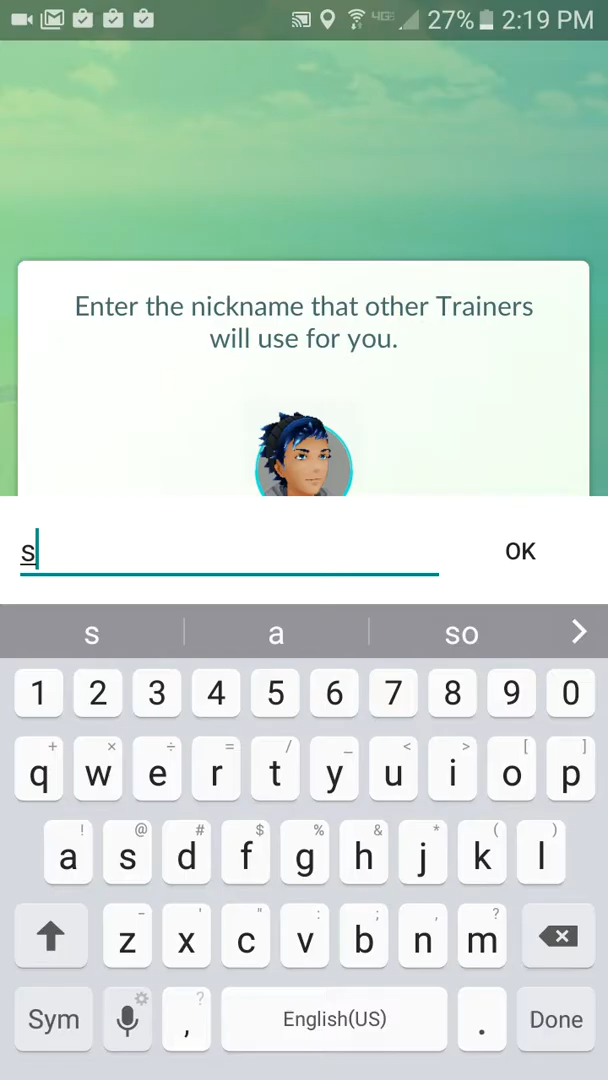 4G 27% 2:19 PM
Enter the nickname that other Trainers
will use for you.
s
OK
s a so
1 2 3 4 5 6 7 8 9 0
+ × ÷ = / _ < > [ ]
q w e r t y u i o p
! @ # $ % & * ( )
a s d f g h j k l
- ' " : ; , ?
z x c v b n m
?
Sym , English(US) . Done